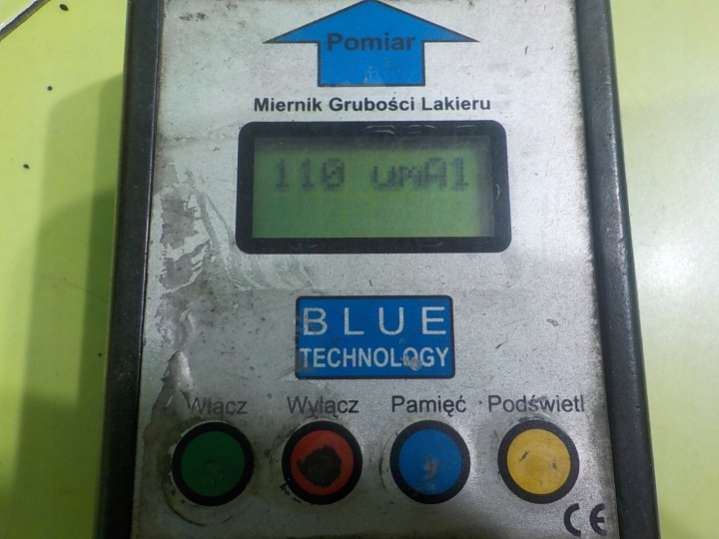 Pomiar
Miernik Grubości Lakieru
110 umAl
BLUE
TECHNOLOGY
Włącz Wyłącz Pamięć Podświetl
CE